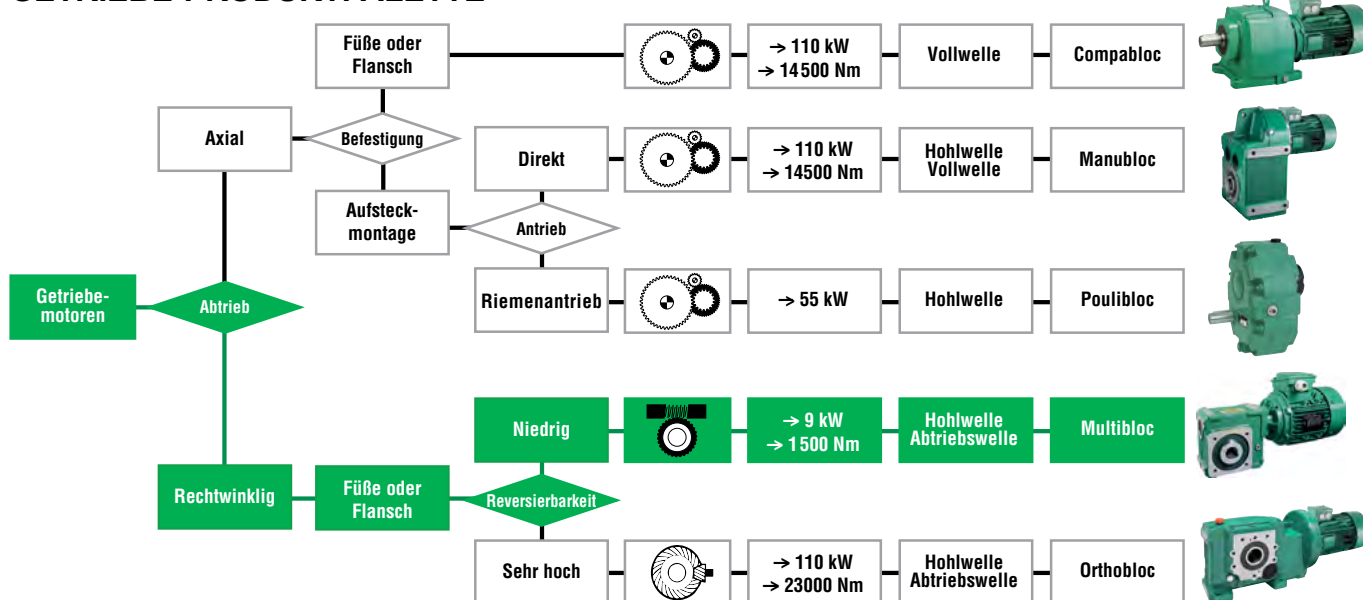 Füße oder
Flansch
→ 110 kW
→ 14500 Nm
Vollwelle
Compabloc
Axial
Befestigung
Direkt
→ 110 kW
→ 14500 Nm
Hohlwelle
Vollwelle
Manubloc
Aufsteck-
montage
Antrieb
Getriebe-
motoren
Abtrieb
Riemenantrieb
→ 55 kW
Hohlwelle
Poulibloc
Niedrig
→ 9 kW
→ 1500 Nm
Hohlwelle
Abtriebswelle
Multibloc
Rechtwinklig
Füße oder
Flansch
Reversierbarkeit
Sehr hoch
→ 110 kW
→ 23000 Nm
Hohlwelle
Abtriebswelle
Orthobloc